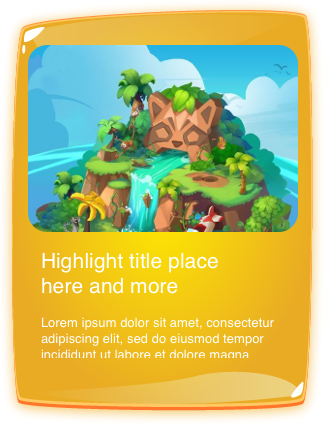 Highlight title place
here and more
Lorem ipsum dolor sit amet, consectetur
adipiscing elit, sed do eiusmod tempor
incididunt ut labore et dolore magna